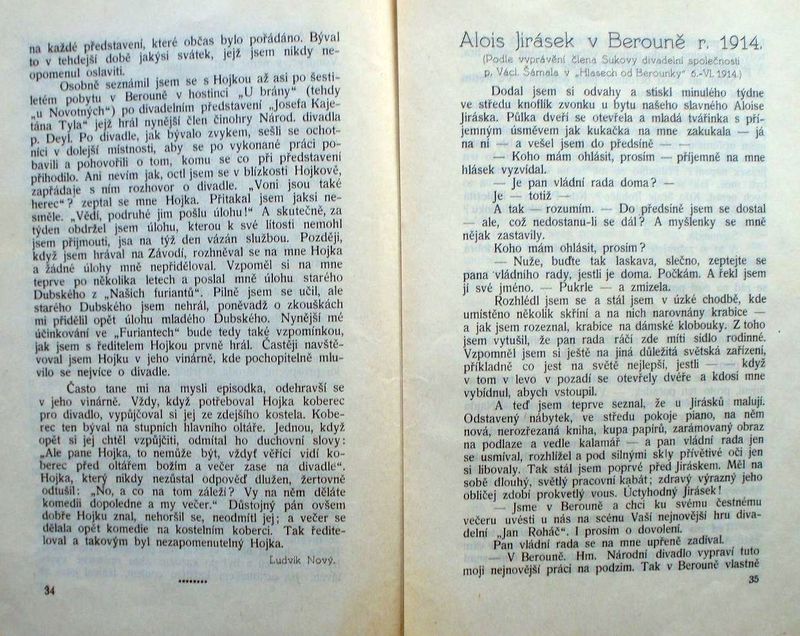 na každé představení, které občas bylo pořádáno. Býval
to v tehdejší době jakýsi svátek, jejž jsem nikdy ne-
opomenul oslaviti.
Osobně seznámil jsem se s Hojkou až asi po šesti-
letém pobytu v Berouně v hostinci „U brány“ (tehdy
„u Novotných“) po divadelním představení „Josefa Kaje-
tána Tyla“ jejž hrál nynější člen činohry Národ. divadla
p. Deyl. Po divadle, jak bývalo zvykem, sešli se ochot-
níci v dolejší místnosti, aby se po vykonané práci po-
bavili a pohovořili o tom, komu se co při představení
přihodilo. Ani nevím jak, octl jsem se v blízkosti Hojkově,
zapřádaje s ním rozhovor o divadle. „Voni jsou také
herec“? zeptal se mne Hojka. Přitakal jsem jaksi ne-
směle. „Vědí, podruhé jim pošlu úlohu!“ A skutečně, za
týden obdržel jsem úlohu, kterou k své lítosti nemohl
jsem přijmouti, jsa na týž den vázán službou. Později,
když jsem hrával na Závodí, rozhněval se na mne Hojka
a žádné úlohy mně nepřiděloval. Vzpoměl si na mne
teprve po několika letech a poslal mně úlohu starého
Dubského z „Našich furiantů“. Pilně jsem se učil, ale
starého Dubského jsem nehrál, poněvadž o zkouškách
mi přidělil opět úlohu mladého Dubského. Nynější mé
účinkování ve „Furiantech“ bude tedy také vzpomínkou,
jak jsem s ředitelem Hojkou prvně hrál. Častěji navště-
voval jsem Hojku v jeho vinárně, kde pochopitelně mlu-
vilo se nejvíce o divadle.
Často tane mi na mysli episodka, odehravší se
v jeho vinárně. Vždy, když potřeboval Hojka koberec
pro divadlo, vypůjčoval si jej ze zdejšího kostela. Kobe-
rec ten býval na stupních hlavního oltáře. Jednou, když
opět si jej chtěl vzpůjčiti, odmítal ho duchovní slovy:
„Ale pane Hojka, to nemůže být, vždyť věřící vidí ko-
berec před oltářem božím a večer zase na divadle“.
Hojka, který nikdy nezůstal odpověď dlužen, žertovně
odtušil: „No, a co na tom záleží? Vy na něm děláte
komedii dopoledne a my večer.“ Důstojný pán ovšem
dobře Hojku znal, nehoršil se, neodmítl jej; a večer se
dělala opět komedie na kostelním koberci. Tak ředite-
loval a takovým byl nezapomenutelný Hojka.
Ludvík Nový.
34
Alois Jirásek v Berouně r. 1914.
(Podle vyprávění člena Sukovy divadelní společnosti
p. Václ. Šámala v „Hlasech od Berounky“ 6.-VI. 1914.)
Dodal jsem si odvahy a stiskl minulého týdne
ve středu knoflík zvonku u bytu našeho slavného Aloise
Jiráska. Půlka dveří se otevřela a mladá tvářinka s pří-
jemným úsměvem jak kukačka na mne zakukala — já
na ni — a vešel jsem do předsíně — —
— Koho mám ohlásit, prosím — příjemně na mne
hlásek vyzvídal.
— Je pan vládní rada doma? —
Je — totiž —
A tak — rozumím. — Do předsíně jsem se dostal
— ale, což nedostanu-li se dál? A myšlenky se mně
nějak zastavily.
Koho mám ohlásit, prosím?
— Nuže, buďte tak laskava, slečno, zeptejte se
pana vládního rady, jestli je doma. Počkám. A řekl jsem
jí své jméno. — Pukrle — a zmizela.
Rozhlédl jsem se a stál jsem v úzké chodbě, kde
umístěno několik skříní a na nich narovnány krabice —
a jak jsem rozeznal, krabice na dámské klobouky. Z toho
jsem vytušil, že pan rada ráčí zde míti sídlo rodinné.
Vzpomněl jsem si ještě na jiná důležitá světská zařízení,
příkladně co jest na světě nejlepší, jestli — — když
v tom v levo v pozadí se otevřely dvéře a kdosi mne
vybídnul, abych vstoupil.
A teď jsem teprve seznal, že u Jirásků malují.
Odstavený nábytek, ve středu pokoje piano, na něm
nová, nerozřezaná kniha, kupa papírů, zarámovaný obraz
na podlaze a vedle kalamář — a pan vládní rada jen
se usmíval, rozhlížel a pod silnými skly přívětivé oči jen
si libovaly. Tak stál jsem poprvé před Jiráskem. Měl na
sobě dlouhý, světlý pracovní kabát; zdravý výrazný jeho
obličej zdobí prokvetlý vous. Úctyhodný Jirásek!
— Jsme v Berouně a chci ku svému čestnému
večeru uvésti u nás na scénu Vaši nejnovější hru diva-
delní „Jan Roháč“. I prosím o dovolení.
Pan vládní rada se na mne upřeně zadíval.
— V Berouně. Hm. Národní divadlo vypraví tuto
moji nejnovější práci na podzim. Tak v Berouně vlastně
35